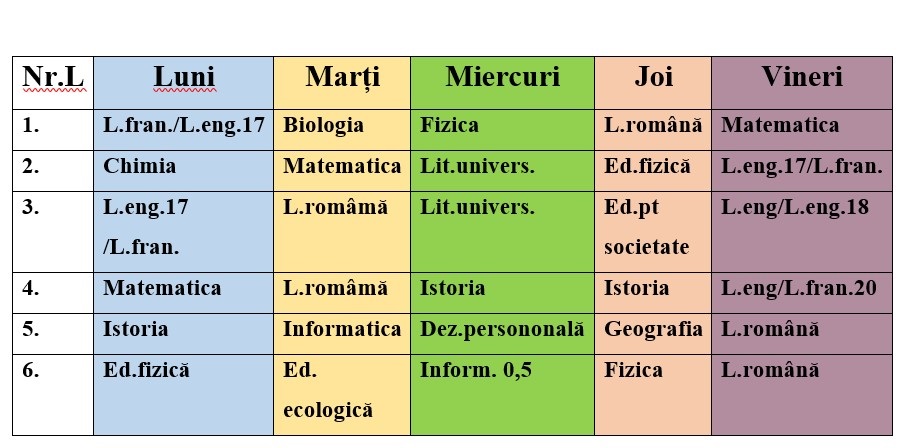 Nr.L Luni Marți Miercuri Joi Vineri
1. L.fran./L.eng.17 Biologia Fizica L.română Matematica
2. Chimia Matematica Lit.univers. Ed.fizică L.eng.17/L.fran.
3. L.eng.17 L.româmă Lit.univers. Ed.pt L.eng/L.eng.18
/L.fran. societate
4. Matematica L.româmă Istoria Istoria L.eng/L.fran.20
5. Istoria Informatica Dez.persononală Geografia L.română
6. Ed.fizică Ed. Inform. 0,5 Fizica L.română
ecologică